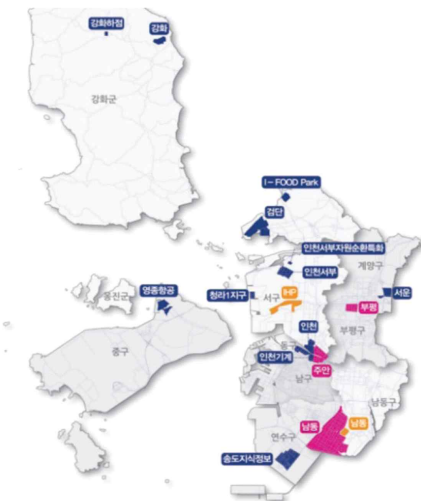 강화하점
강화
강화군
I-FOOD Park
검단
인천서부자원순환특화
계양구
인천서부
영종항공
옹진군
청라1지구
서구
IHP
서운
부평
부평구
중구
인천
동구
인천기계
주안
남구
남동구
남동
남동
연수구
송도지식정보